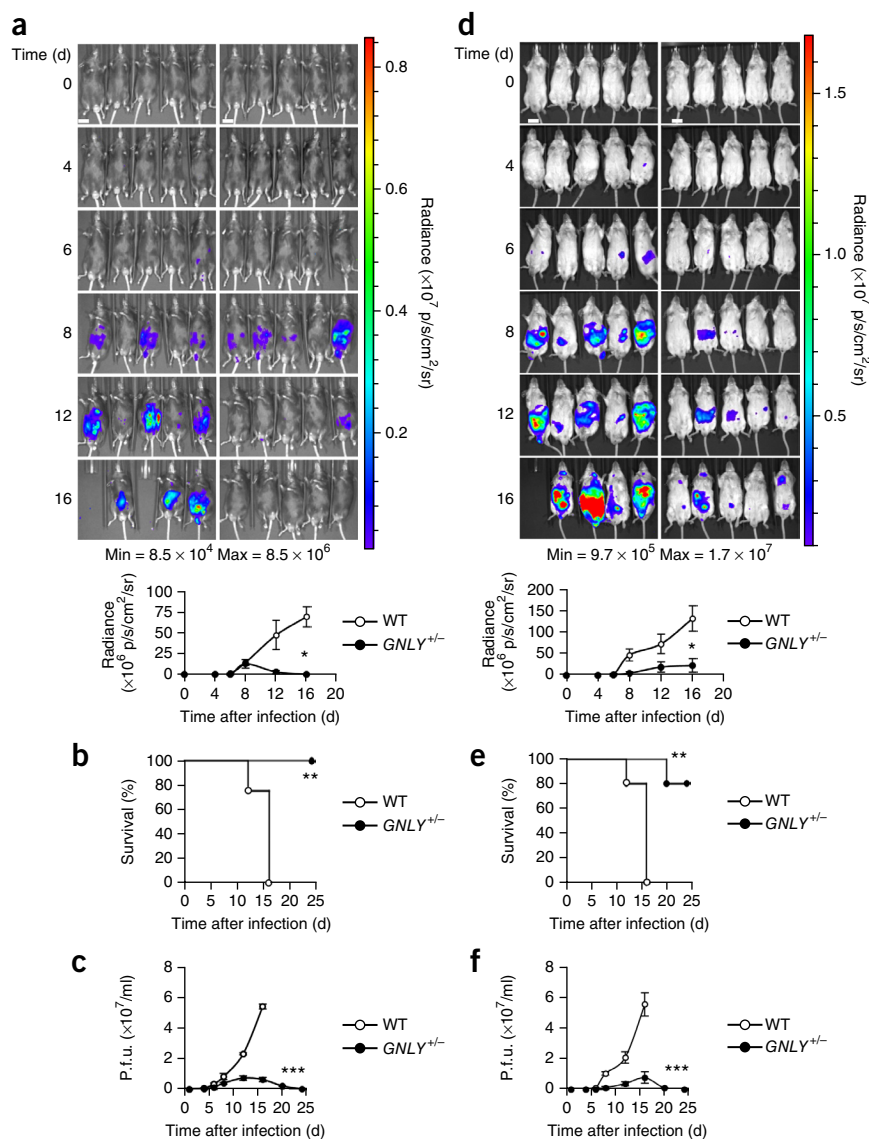 a
Time (d)
0
4
6
8
12
16
0.8
0.6
0.4
0.2
Radiance (×10⁷ p/s/cm²/sr)
Min = 8.5 × 10⁴ Max = 8.5 × 10⁶
Radiance
(×10⁶ p/s/cm²/sr)
100
75
50
25
0
0 4 8 12 16 20
Time after infection (d)
*
WT
GNLY+/–
b
Survival (%)
100
80
60
40
20
0
0 5 10 15 20 25
Time after infection (d)
**
WT
GNLY+/–
c
P.f.u. (×10⁷/ml)
8
6
4
2
0
0 5 10 15 20 25
Time after infection (d)
***
WT
GNLY+/–
d
Time (d)
0
4
6
8
12
16
1.5
1.0
0.5
Radiance (×10⁷ p/s/cm²/sr)
Min = 9.7 × 10⁵ Max = 1.7 × 10⁷
Radiance
(×10⁶ p/s/cm²/sr)
200
150
100
50
0
0 4 8 12 16 20
Time after infection (d)
*
WT
GNLY+/–
e
Survival (%)
100
80
60
40
20
0
0 5 10 15 20 25
Time after infection (d)
**
WT
GNLY+/–
f
P.f.u. (×10⁷/ml)
8
6
4
2
0
0 5 10 15 20 25
Time after infection (d)
***
WT
GNLY+/–